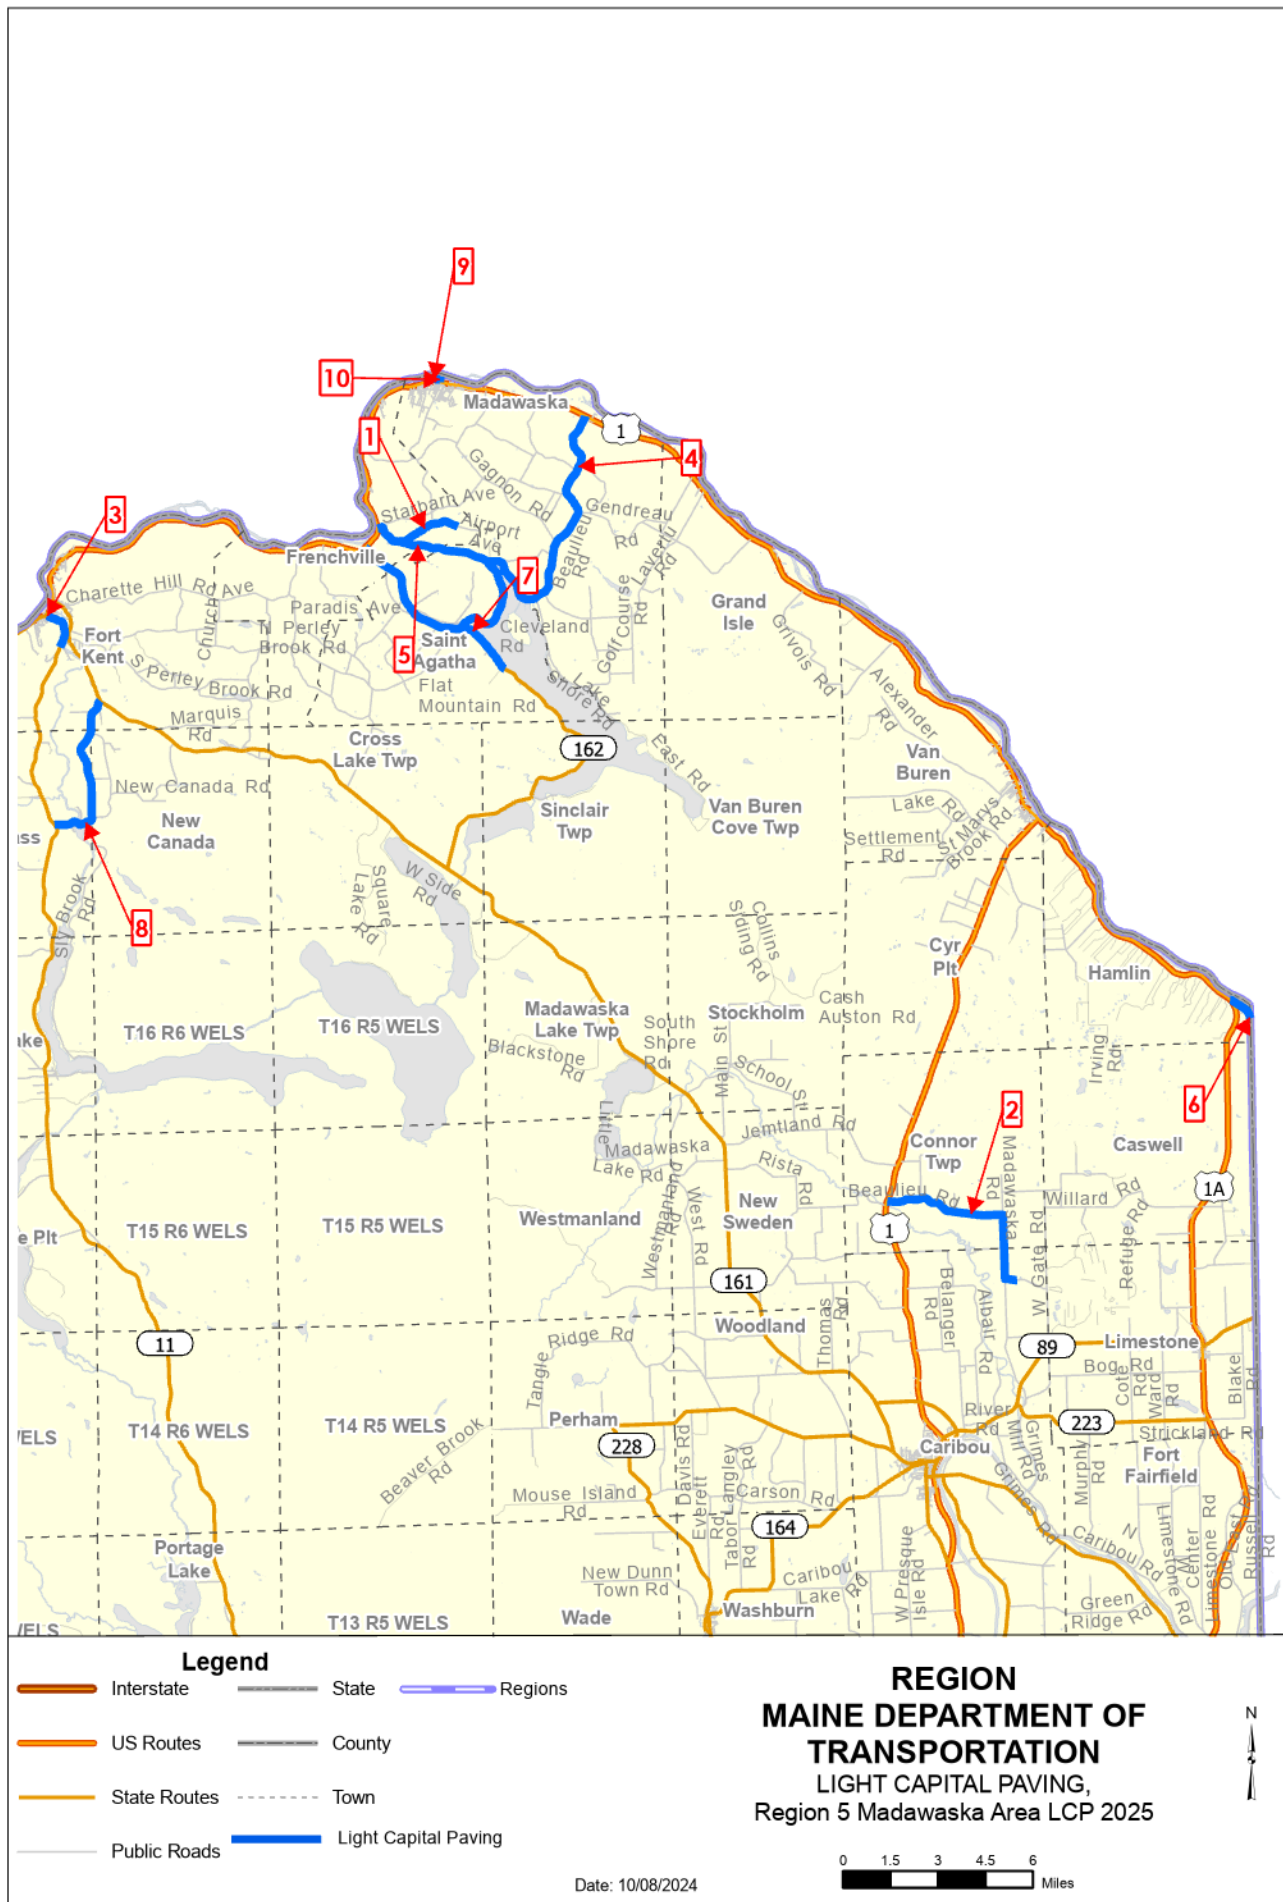 9
10
Madawaska
1
1
4
Gagnon Rd
Starbarn Ave
Airport Ave
Gendreau Rd
3
Frenchville
Beaulieu Rd
Laverlu Rd
7
Charette Hill Rd Ave
Church
Paradis Ave
N Perley
Brook Rd
Fort
Kent
5
Saint
Agatha
Cleveland
Rd
Golf Course Rd
Grand
Isle
Grivois Rd
S Perley Brook Rd
Flat
Mountain Rd
Lake
Shore Rd
Alexander
Rd
Marquis
Rd
Cross
Lake Twp
162
East Rd
Van
Buren
New Canada Rd
New
Canada
Sinclair
Twp
Van Buren
Cove Twp
Lake Rd
St Marys
Brook Rd
Settlement
Rd
ass
8
Sly Brook
Rd
Square
Lake Rd
W Side
Rd
Collins
Siding Rd
Cyr
Plt
Hamlin
Madawaska
Lake Twp
Stockholm
Cash
Auston Rd
T16 R6 WELS
T16 R5 WELS
ake
South
Shore
Rd
Blackstone
Rd
Main St
School St
Irving
Rd
6
Little
Madawaska
Lake Rd
Jemtland Rd
2
Connor
Twp
Caswell
Rista
Rd
Beaulieu Rd
Madawaska
Rd
Willard Rd
1A
Westmanland
Westmanland
Rd
West Rd
New
Sweden
e Plt
T15 R6 WELS
T15 R5 WELS
1
W Gate Rd
Refuge Rd
161
Belanger
Rd
Albair Rd
Woodland
Thomas
Rd
11
Tangle
Ridge Rd
89
Limestone
Bog Rd
Cote
Rd
Ward
Rd
Blake
Rd
VELS
T14 R6 WELS
T14 R5 WELS
Perham
228
River
Rd
223
Strickland Rd
Caribou
Grimes
Mill Rd
Murphy
Rd
Fort
Fairfield
Beaver Brook
Rd
Davis Rd
Everett
Rd
Tabor Langley
Rd
Mouse Island
Rd
Carson Rd
164
Grimes Rd
N
Caribou Rd
Limestone Rd
W
Center
Limestone Rd
Old East Rd
Russell Rd
Portage
Lake
New Dunn
Town Rd
Caribou
Lake Rd
W Presque
Isle Rd
Green
Ridge Rd
VELS
T13 R5 WELS
Wade
Washburn
Legend
Interstate
State
Regions
US Routes
County
State Routes
Town
Public Roads
Light Capital Paving
REGION
MAINE DEPARTMENT OF
TRANSPORTATION
LIGHT CAPITAL PAVING,
Region 5 Madawaska Area LCP 2025
N
0 1.5 3 4.5 6
Miles
Date: 10/08/2024